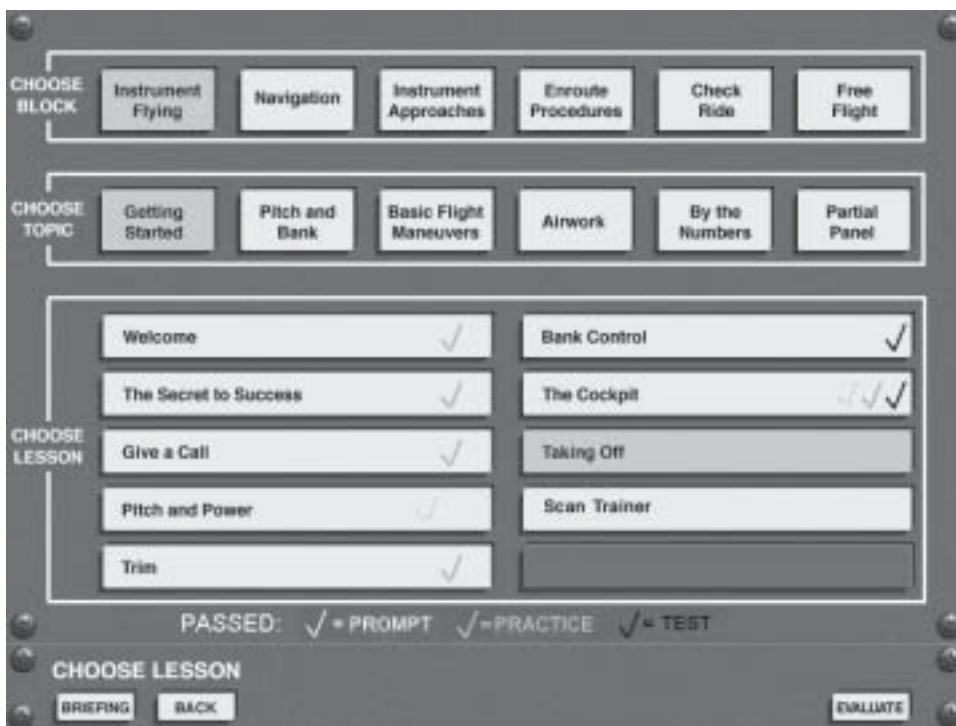 CHOOSE
BLOCK
Instrument
Flying
Navigation
Instrument
Approaches
Enroute
Procedures
Check
Ride
Free
Flight
CHOOSE
TOPIC
Getting
Started
Pitch and
Bank
Basic Flight
Maneuvers
Airwork
By the
Numbers
Partial
Panel
CHOOSE
LESSON
Welcome
The Secret to Success
Give a Call
Pitch and Power
Trim
Bank Control
The Cockpit
Taking Off
Scan Trainer
PASSED: √ = PROMPT √=PRACTICE √= TEST
CHOOSE LESSON
BRIEFING
BACK
EVALUATE